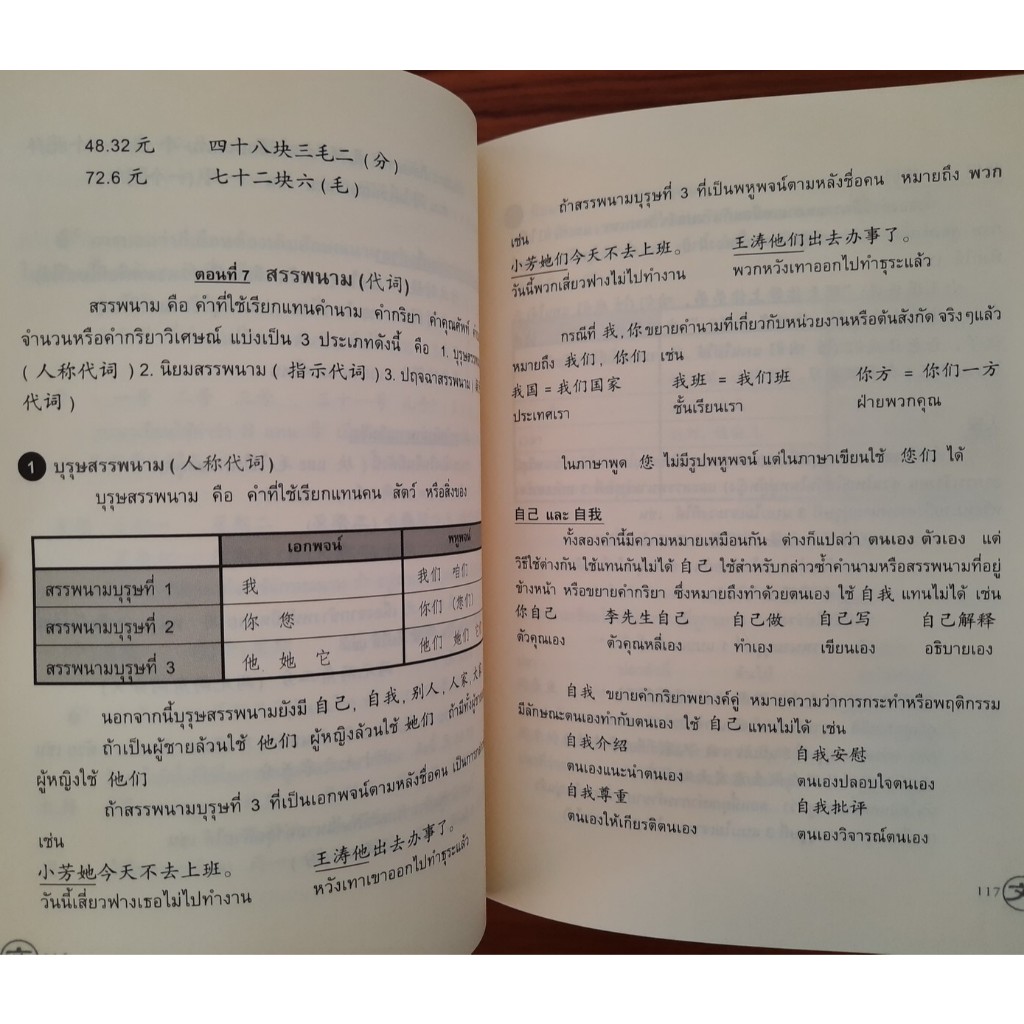 48.32 元 四十八块三毛二 (分)
72.6 元 七十二块六 (毛)
ตอนที่ 7 สรรพนาม (代词)
สรรพนาม คือ คำที่ใช้เรียกแทนคำนาม คำกริยา คำคุณศัพท์
จำนวนหรือคำกริยาวิเศษณ์ แบ่งเป็น 3 ประเภทดังนี้ คือ 1.
(人称代词) 2. นิยมสรรพนาม (指示代词) 3. ปฤจฉาสรรพนาม (
代词)
1 บุรุษสรรพนาม (人称代词)
บุรุษสรรพนาม คือ คำที่ใช้เรียกแทนคน สัตว์ หรือสิ่งของ
เอกพจน์ พหูพจน์
สรรพนามบุรุษที่ 1 我 我们 咱们
สรรพนามบุรุษที่ 2 你 您 你们 (您们)
สรรพนามบุรุษที่ 3 他 她 它 他们 她们
นอกจากนี้บุรุษสรรพนามยังมี 自己, 自我, 别人, 人家,
ถ้าเป็นผู้ชายล้วนใช้ 他们 ผู้หญิงล้วนใช้ 她们
ผู้หญิงใช้ 他们
ถ้าสรรพนามบุรุษที่ 3 ที่เป็นเอกพจน์ตามหลังชื่อคน
เช่น
小芳她今天不去上班。 王涛他出去办事了。
วันนี้เสี่ยวฟางเธอไม่ไปทำงาน หวังเทาเขาออกไปทำธุระแล้ว
ถ้าสรรพนามบุรุษที่ 3 ที่เป็นพหูพจน์ตามหลังชื่อคน หมายถึง พวก
เช่น
小芳她们今天不去上班。 王涛他们出去办事了。
วันนี้พวกเสี่ยวฟางไม่ไปทำงาน พวกหวังเทาออกไปทำธุระแล้ว
กรณีที่ 我, 你 ขยายคำนามที่เกี่ยวกับหน่วยงานหรือต้นสังกัด จริงๆแล้ว
หมายถึง 我们, 你们 เช่น
我国 = 我们国家 我班 = 我们班 你方 = 你们一方
ประเทศเรา ชั้นเรียนเรา ฝ่ายพวกคุณ
ในภาษาพูด 您 ไม่มีรูปพหูพจน์ แต่ในภาษาเขียนใช้ 您们 ได้
自己 และ 自我
ทั้งสองคำนี้มีความหมายเหมือนกัน ต่างก็แปลว่า ตนเอง ตัวเอง แต่
วิธีใช้ต่างกัน ใช้แทนกันไม่ได้ 自己 ใช้สำหรับกล่าวซ้ำคำนามหรือสรรพนามที่อยู่
ข้างหน้า หรือขยายคำกริยา ซึ่งหมายถึงทำด้วยตนเอง ใช้ 自我 แทนไม่ได้ เช่น
你自己 李先生自己 自己做 自己写 自己解释
ตัวคุณเอง ตัวคุณหลี่เอง ทำเอง เขียนเอง อธิบายเอง
自我 ขยายคำกริยาพยางค์คู่ หมายความว่าการกระทำหรือพฤติกรรม
มีลักษณะตนเองทำกับตนเอง ใช้ 自己 แทนไม่ได้ เช่น
自我介绍 自我安慰
ตนเองแนะนำตนเอง ตนเองปลอบใจตนเอง
自我尊重 自我批评
ตนเองให้เกียรติตนเอง ตนเองวิจารณ์ตนเอง
117